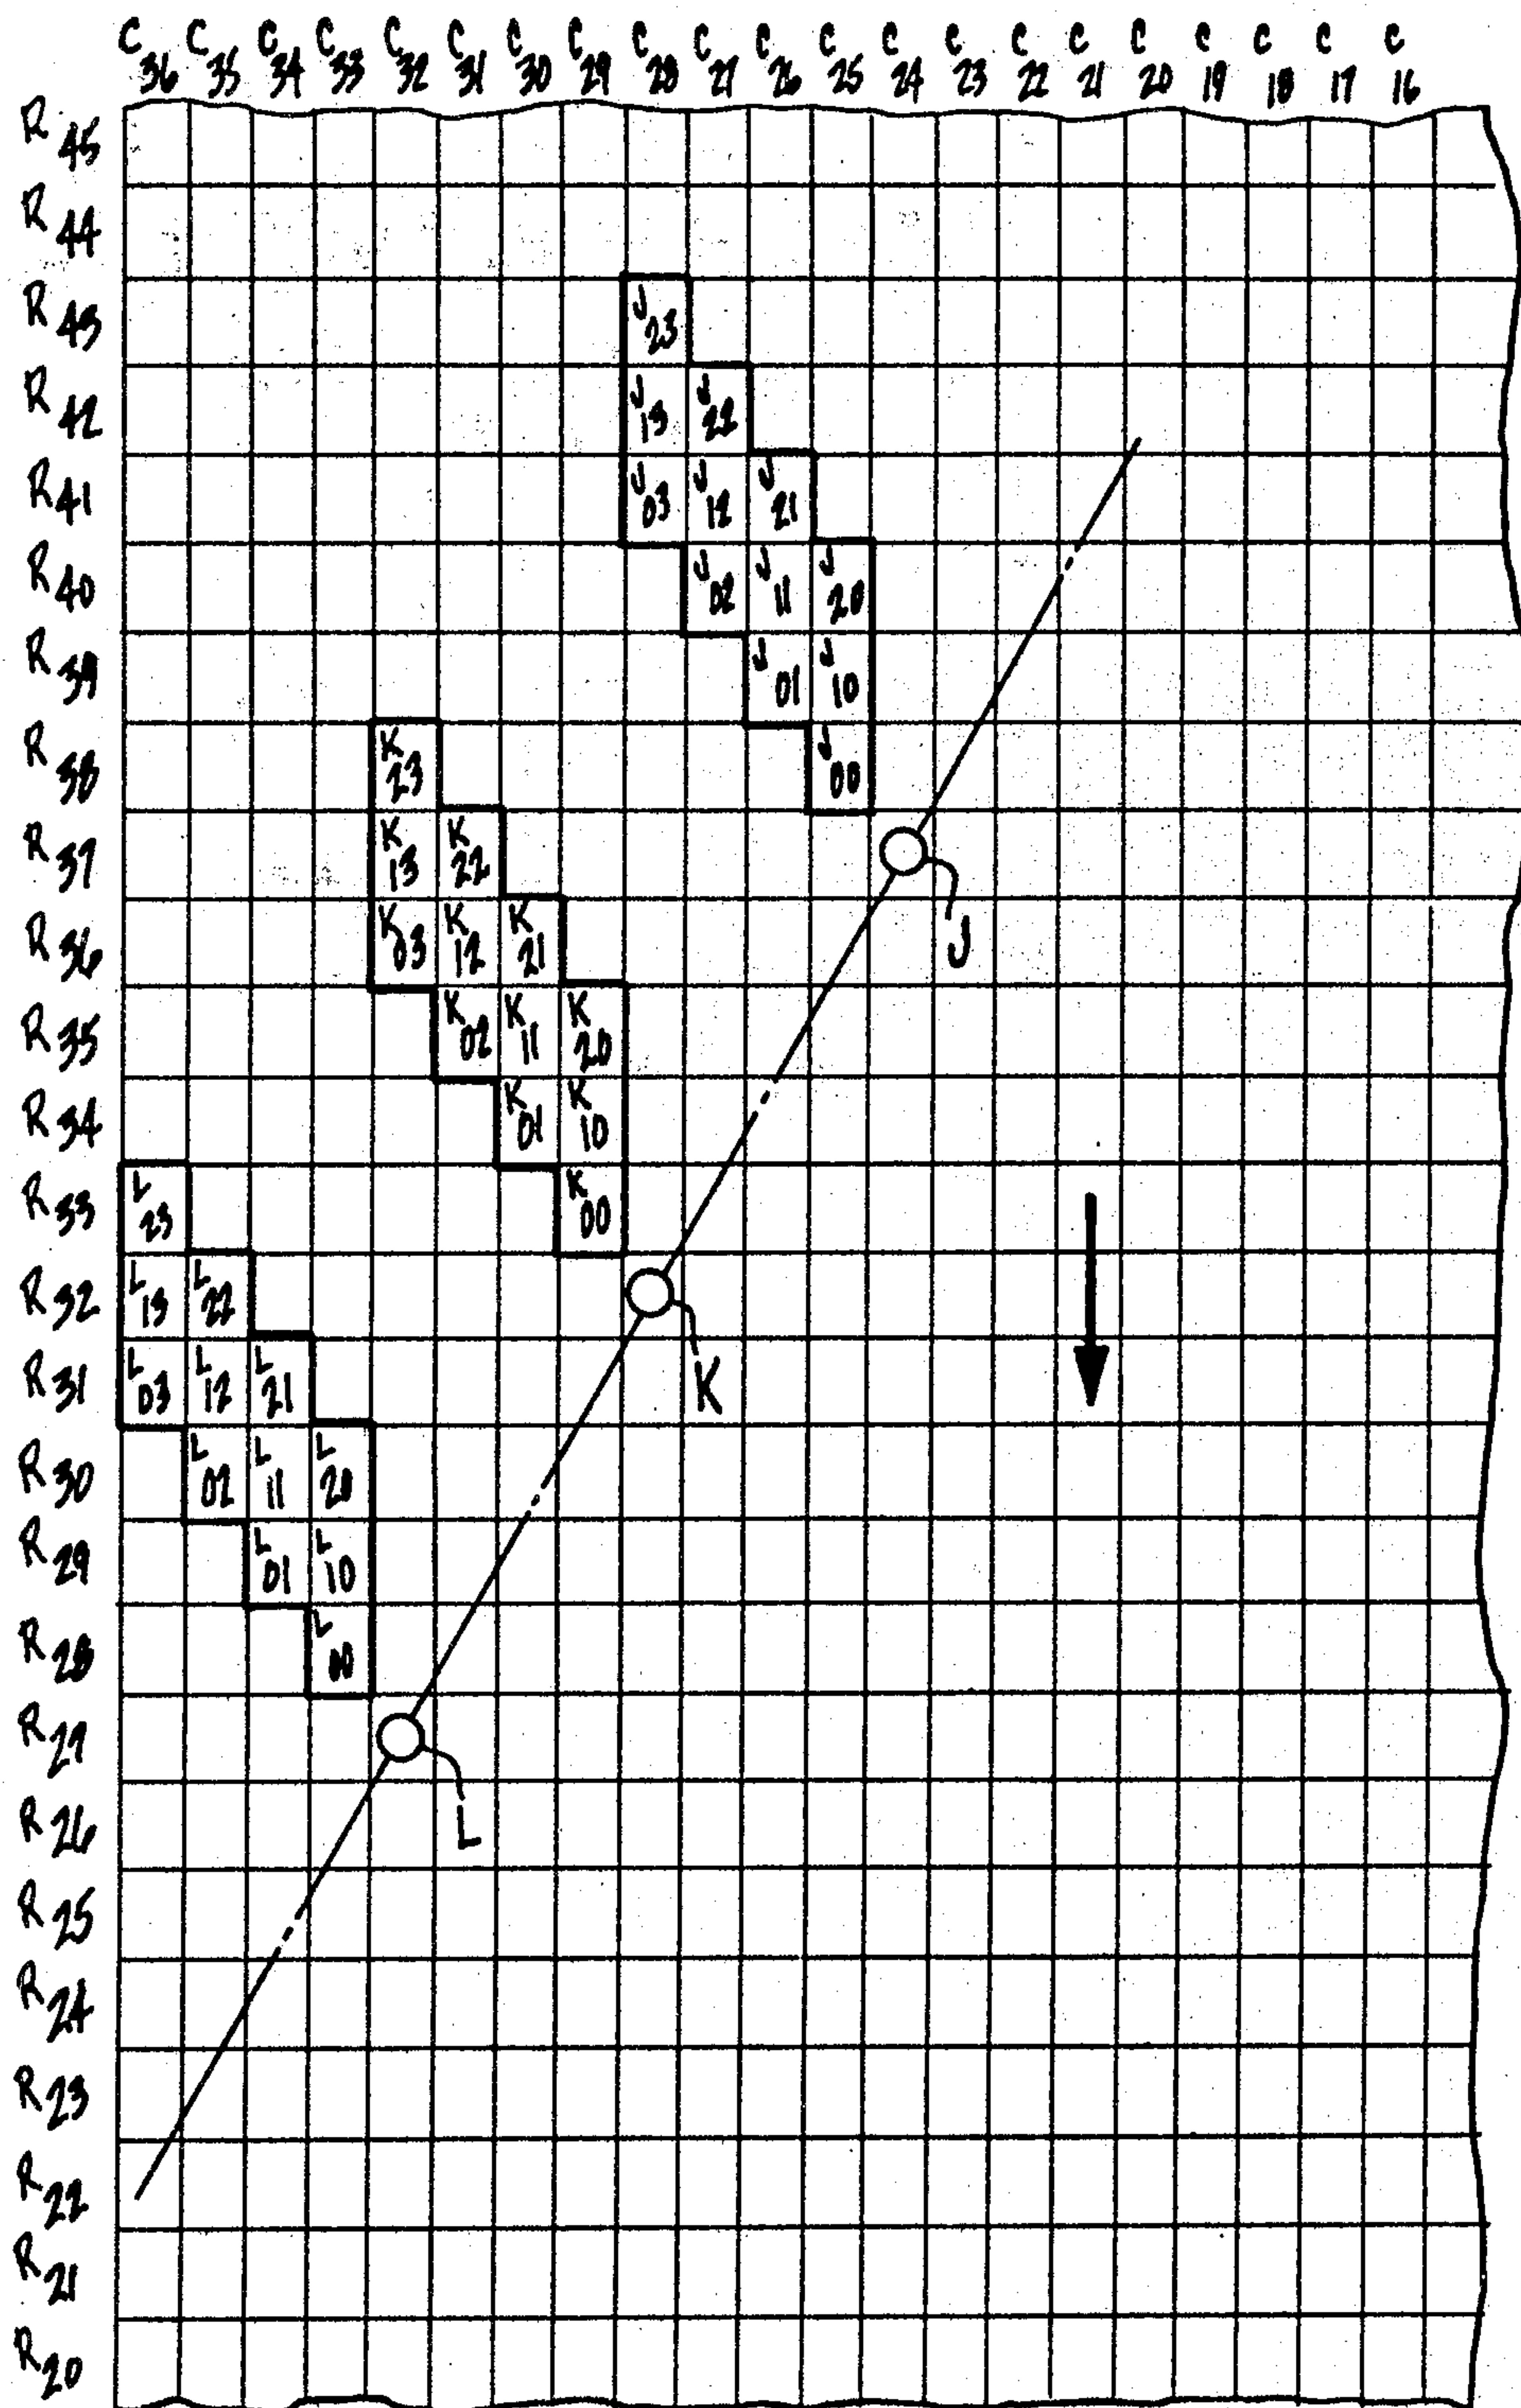 C36 C35 C34 C33 C32 C31 C30 C29 C28 C27 C26 C25 C24 C23 C22 C21 C20 C19 C18 C17 C16
R45
R44
R43 J23
R42 J13 J22
R41 J03 J12 J21
R40 J02 J11 J20
R39 J01 J10
R38 K23 J00
R37 K13 K22
R36 K03 K12 K21 J
R35 K02 K11 K20
R34 K01 K10
R33 L23 K00
R32 L13 L22
R31 L03 L12 L21 K
R30 L02 L11 L20
R29 L01 L10
R28 L00
R27
R26 L
R25
R24
R23
R22
R21
R20